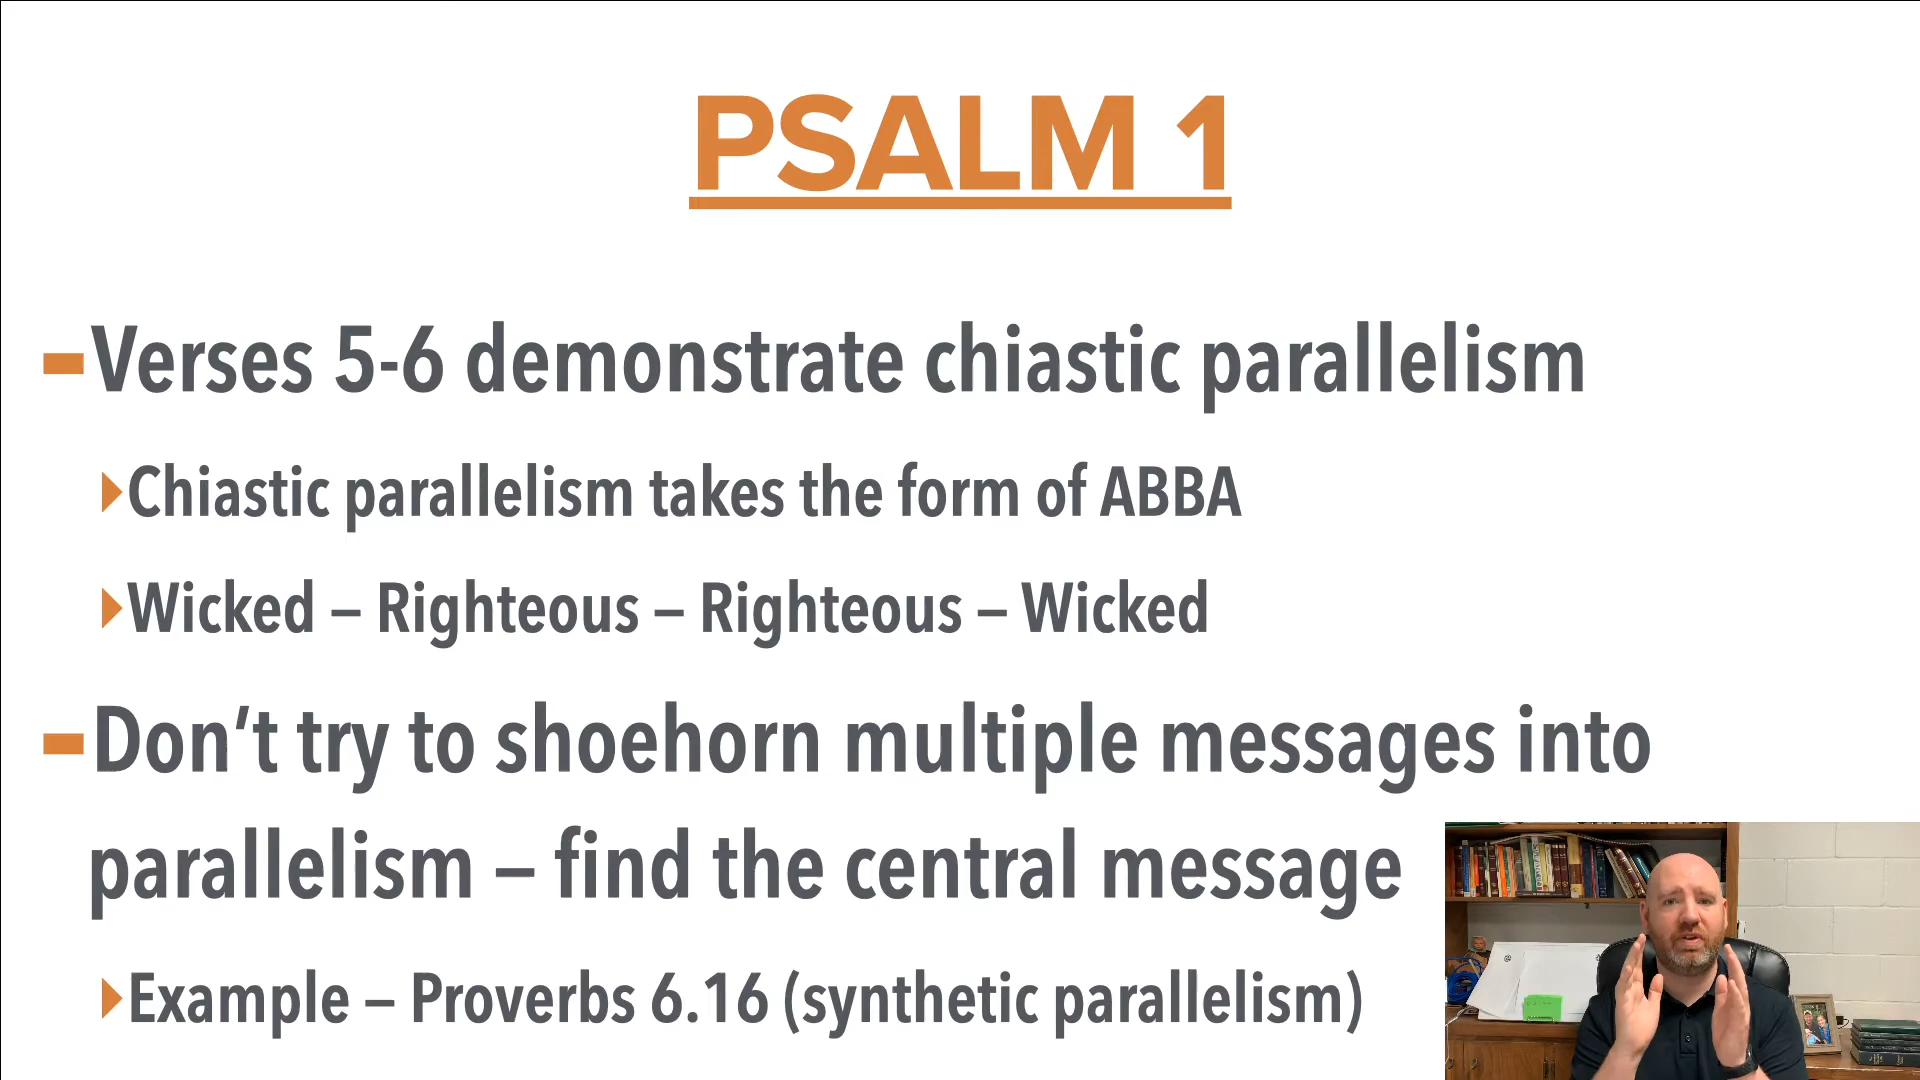 PSALM 1
-Verses 5-6 demonstrate chiastic parallelism
▸Chiastic parallelism takes the form of ABBA
▸Wicked – Righteous – Righteous – Wicked
-Don’t try to shoehorn multiple messages into
parallelism – find the central message
▸Example – Proverbs 6.16 (synthetic parallelism)